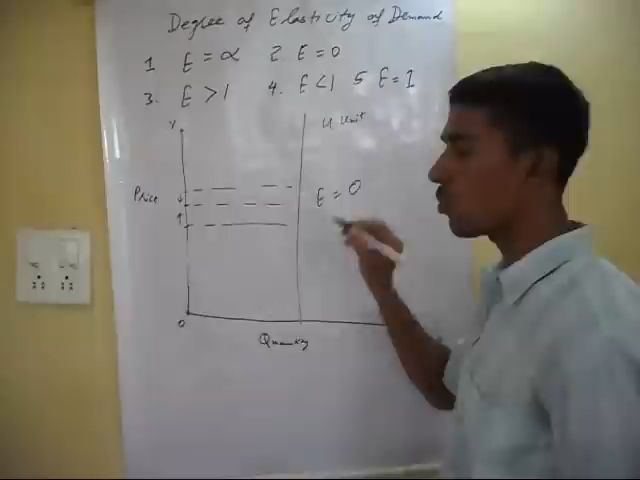 Degree of Elasticity of Demand
1 E = α 2. E = 0
3. E > 1 4. E < 1 5 E = 1
Y
Unit
Price
E = 0
O
Quantity